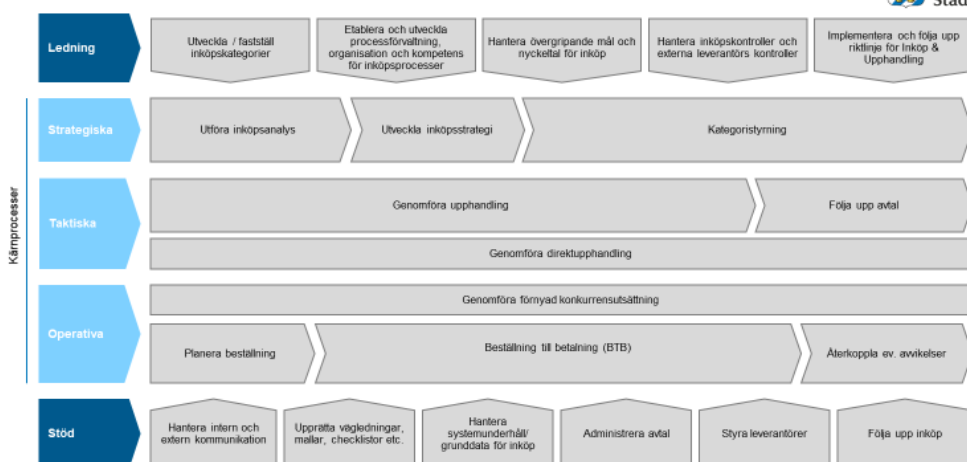 Stad
Ledning
Utveckla / fastställ
inköpskategorier
Etablera och utveckla
processförvaltning,
organisation och kompetens
för inköpsprocesser
Hantera övergripande mål och
nyckeltal för inköp
Hantera inköpskontroller och
externa leverantörs kontroller
Implementera och följa upp
riktlinje för Inköp &
Upphandling
Kärnprocesser
Strategiska
Utföra inköpsanalys
Utveckla inköpsstrategi
Kategoristyrning
Taktiska
Genomföra upphandling
Följa upp avtal
Genomföra direktupphandling
Operativa
Genomföra förnyad konkurrensutsättning
Planera beställning
Beställning till betalning (BTB)
Återkoppla ev. avvikelser
Stöd
Hantera intern och
extern kommunikation
Upprätta vägledningar,
mallar, checklistor etc.
Hantera
systemunderhåll/
grunddata för inköp
Administrera avtal
Styra leverantörer
Följa upp inköp